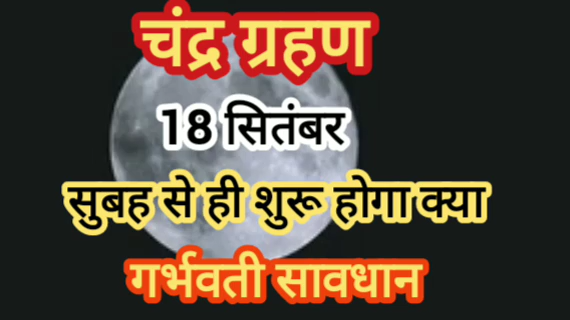 चंद्र ग्रहण
18 सितंबर
सुबह से ही शुरू होगा क्या
गर्भवती सावधान